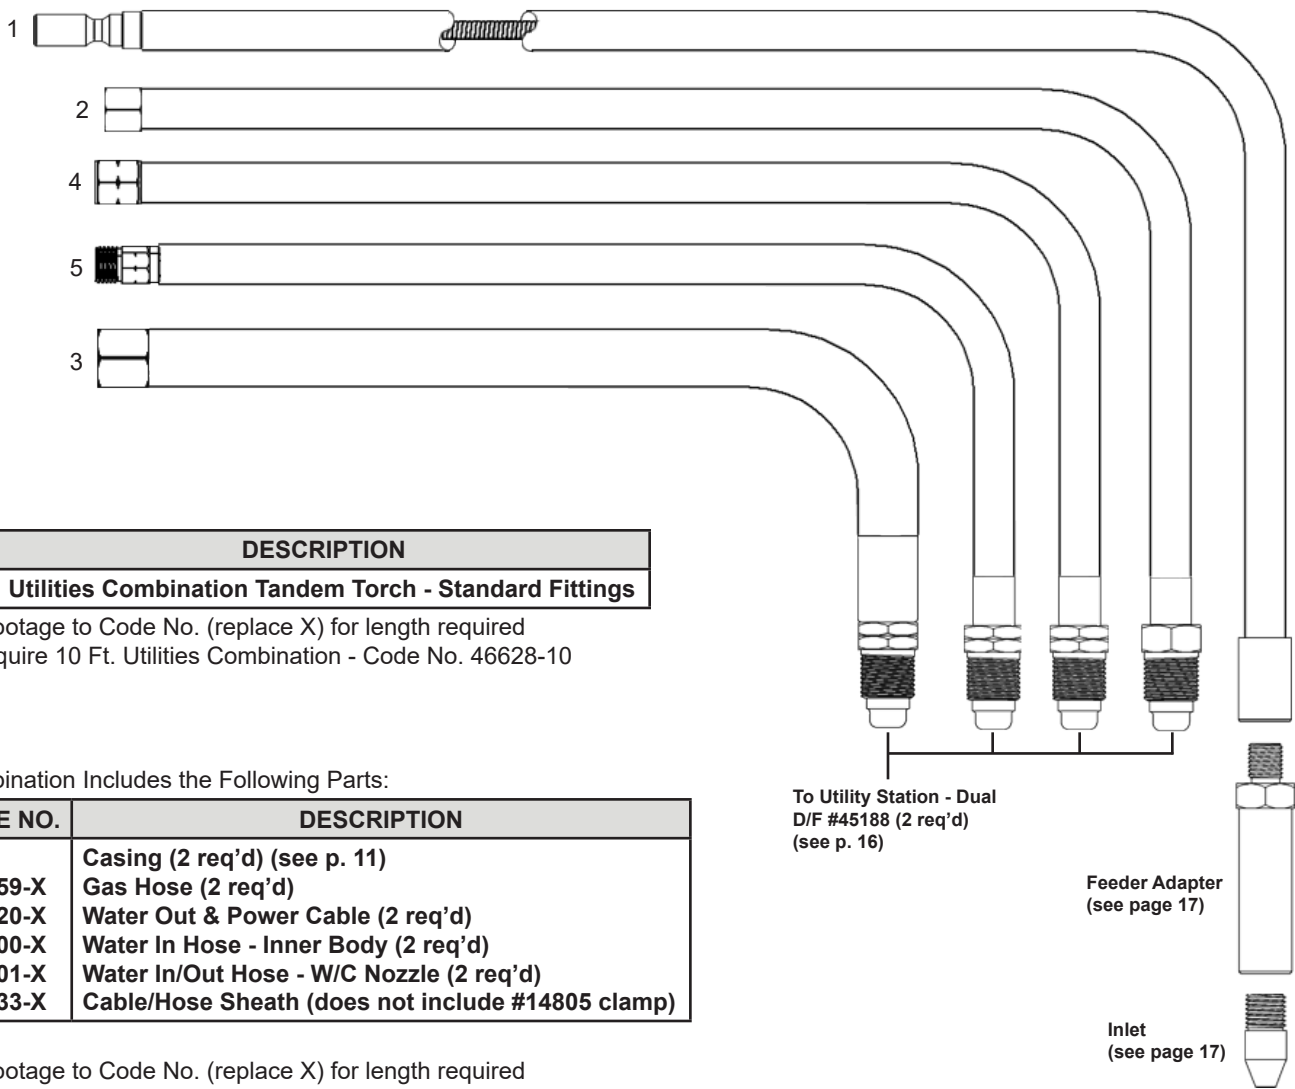 1
2
4
5
3
DESCRIPTION
Utilities Combination Tandem Torch - Standard Fittings
ootage to Code No. (replace X) for length required
quire 10 Ft. Utilities Combination - Code No. 46628-10
To Utility Station - Dual
D/F #45188 (2 req'd)
(see p. 16)
bination Includes the Following Parts:
E NO. DESCRIPTION
Casing (2 req'd) (see p. 11)
59-X Gas Hose (2 req'd)
20-X Water Out & Power Cable (2 req'd)
00-X Water In Hose - Inner Body (2 req'd)
01-X Water In/Out Hose - W/C Nozzle (2 req'd)
33-X Cable/Hose Sheath (does not include #14805 clamp)
Feeder Adapter
(see page 17)
Inlet
(see page 17)
ootage to Code No. (replace X) for length required